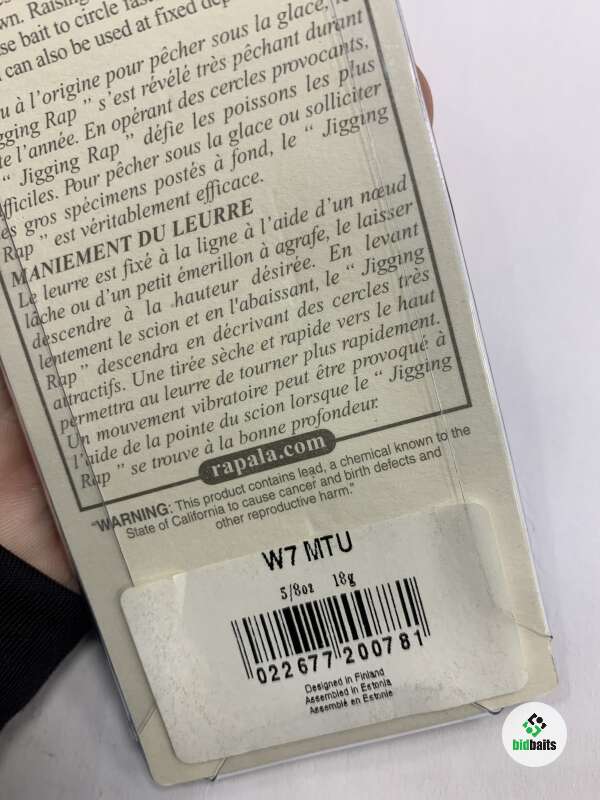 wn. Raising
se bait to circle
can also be used at fixed
u à l'origine pour pêcher sous la glace, le
gging Rap " s'est révélé très pêchant durant
te l'année. En opérant des cercles provocants,
" Jigging Rap " défie les poissons les plus
fficiles. Pour pêcher sous la glace ou solliciter
es gros spécimens postés à fond, le " Jigging
Rap " est véritablement efficace.
MANIEMENT DU LEURRE
Le leurre est fixé à la ligne à l'aide d'un nœud
lâche ou d'un petit émerillon à agrafe, le laisser
descendre à la hauteur désirée. En levant
lentement le scion et en l'abaissant, le " Jigging
Rap " descendra en décrivant des cercles très
attractifs. Une tirée sèche et rapide vers le haut
permettra au leurre de tourner plus rapidement.
Un mouvement vibratoire peut être provoqué à
l'aide de la pointe du scion lorsque le " Jigging
Rap " se trouve à la bonne profondeur.
rapala.com
"WARNING: This product contains lead, a chemical known to the
State of California to cause cancer and birth defects and
other reproductive harm."
W7 MTU
5/8oz 18g
022677200781
Designed in Finland
Assembled in Estonia
Assemblé en Estonie
bidbaits